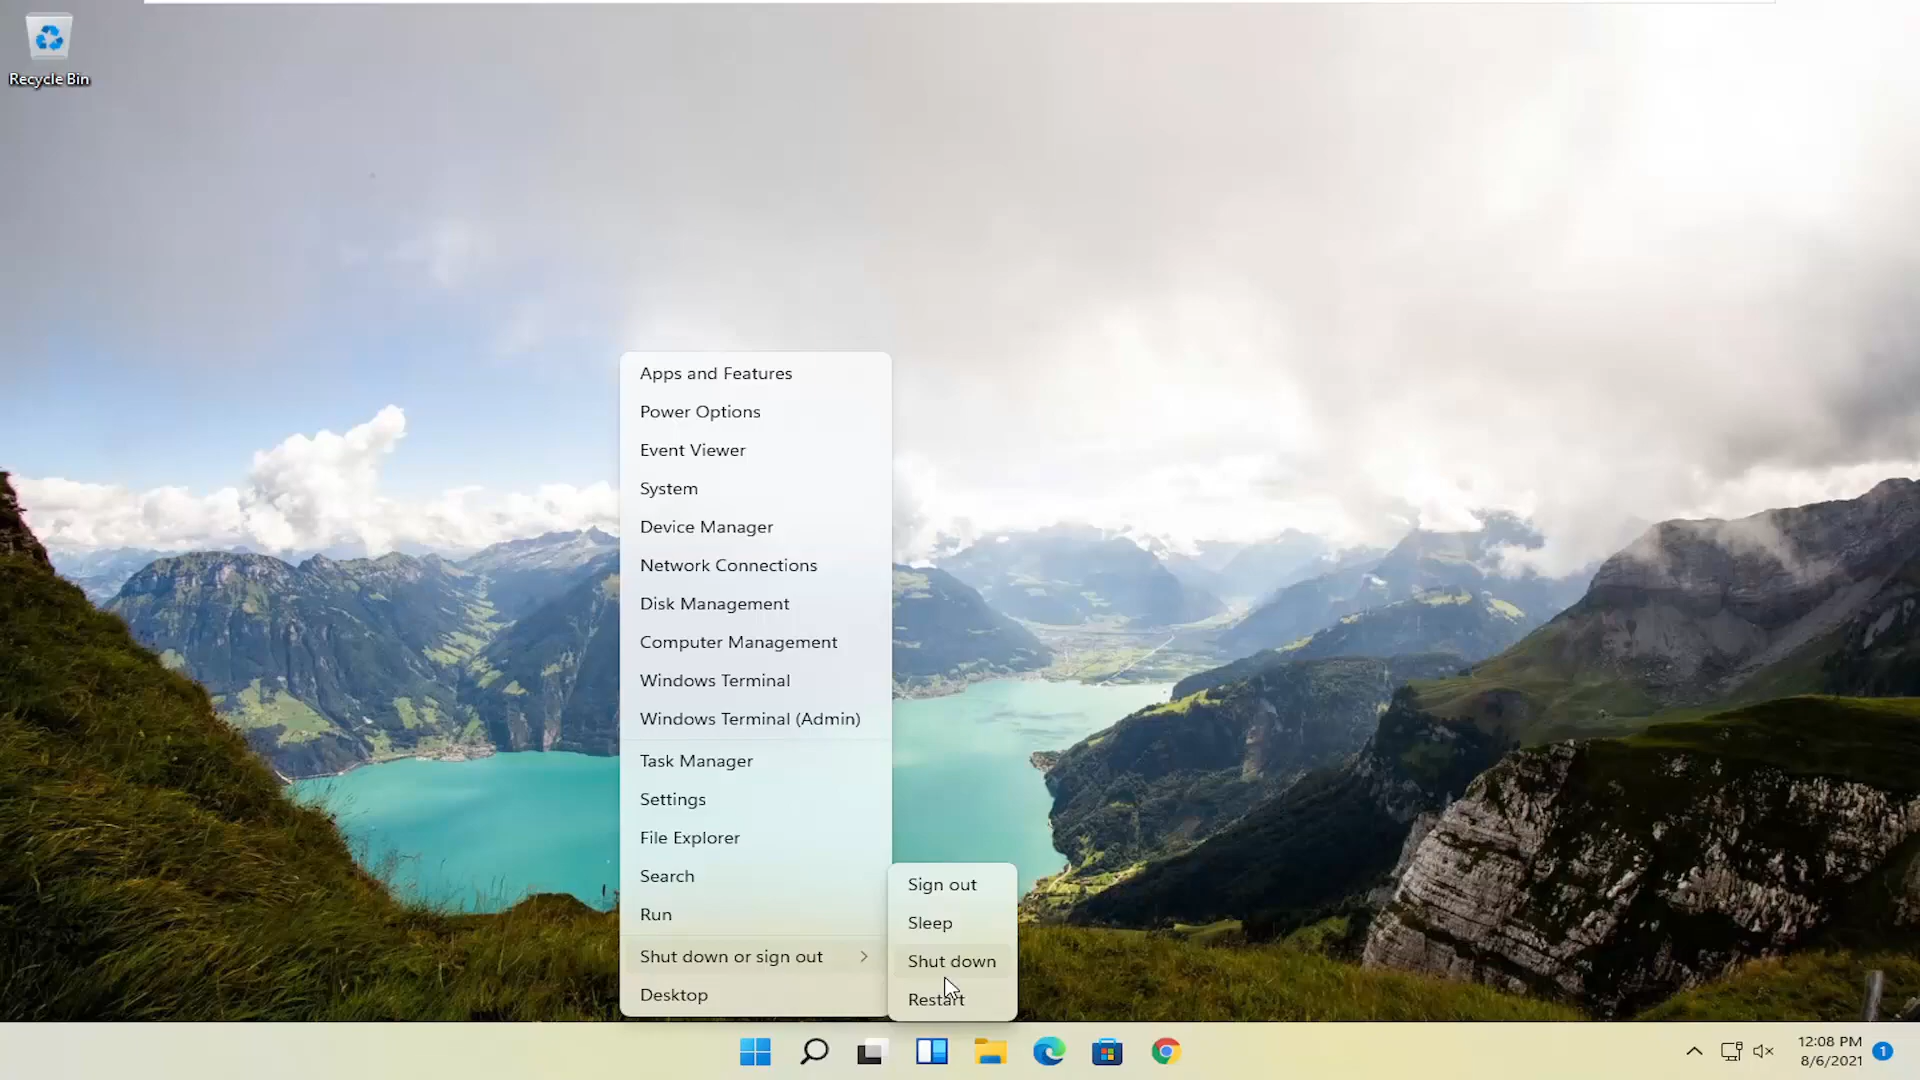 Recycle Bin
Apps and Features
Power Options
Event Viewer
System
Device Manager
Network Connections
Disk Management
Computer Management
Windows Terminal
Windows Terminal (Admin)
Task Manager
Settings
File Explorer
Search
Run
Shut down or sign out
Desktop
Sign out
Sleep
Shut down
Restart
12:08 PM
8/6/2021
1